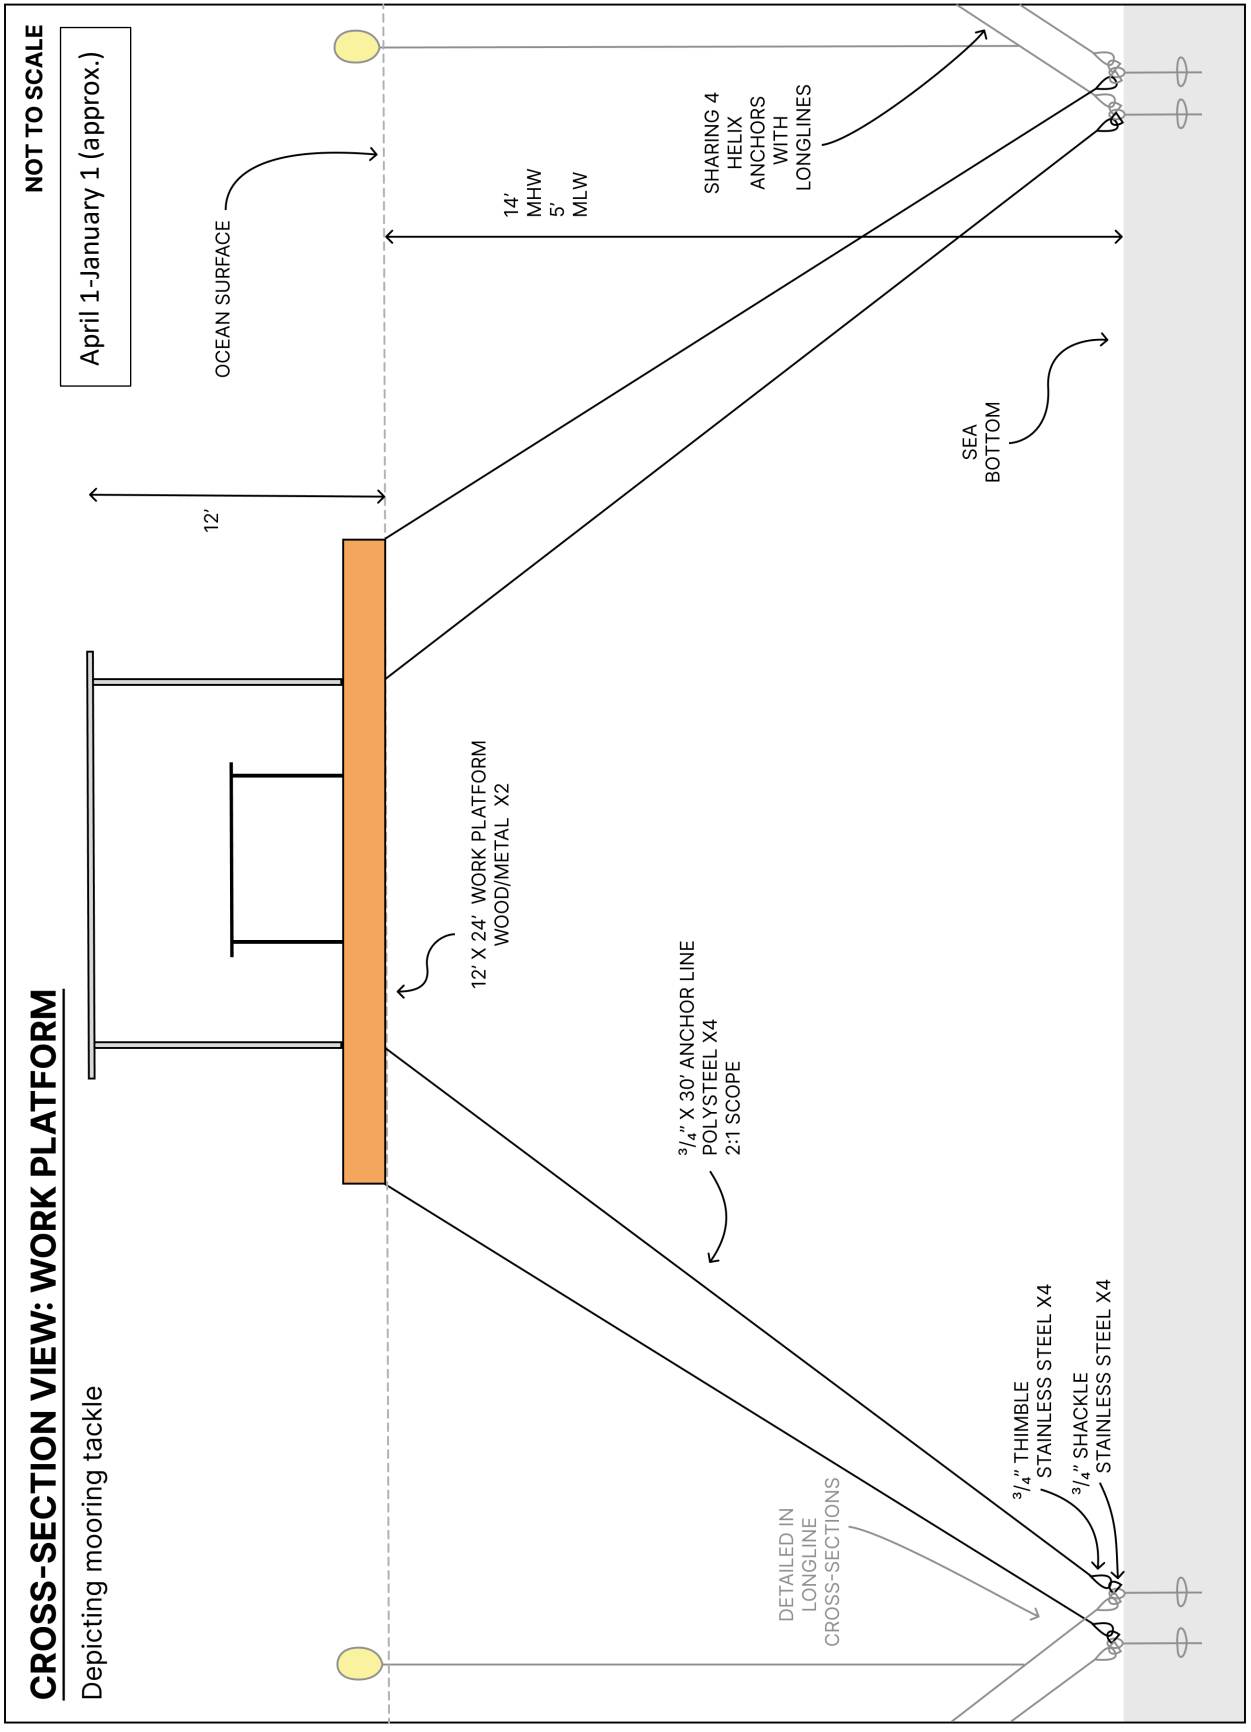 CROSS-SECTION VIEW: WORK PLATFORM
Depicting mooring tackle
NOT TO SCALE
April 1-January 1 (approx.)
12′
OCEAN SURFACE
12′ X 24′ WORK PLATFORM
WOOD/METAL X2
14′
MHW
5′
MLW
SHARING 4
HELIX
ANCHORS
WITH
LONGLINES
³/₄″ X 30′ ANCHOR LINE
POLYSTEEL X4
2:1 SCOPE
DETAILED IN
LONGLINE
CROSS-SECTIONS
SEA
BOTTOM
³/₄″ THIMBLE
STAINLESS STEEL X4
³/₄″ SHACKLE
STAINLESS STEEL X4